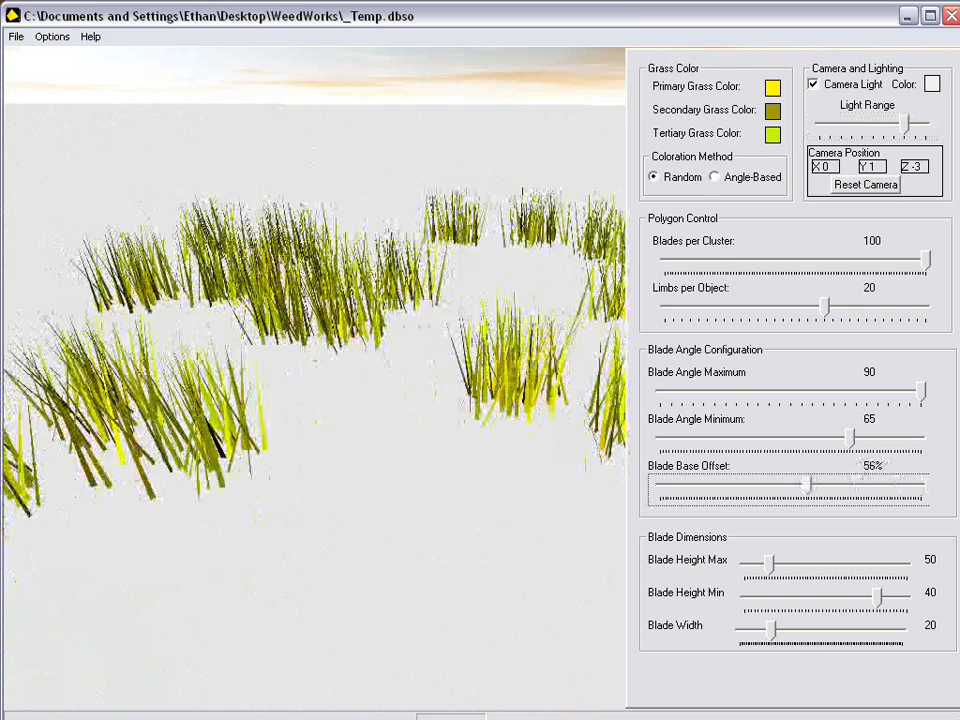 C:\Documents and Settings\Ethan\Desktop\WeedWorks\_Temp.dbso
File Options Help
Grass Color
Primary Grass Color:
Secondary Grass Color:
Tertiary Grass Color:
Coloration Method
Random Angle-Based
Camera and Lighting
Camera Light Color:
Light Range
Camera Position
X 0 Y 1 Z -3
Reset Camera
Polygon Control
Blades per Cluster: 100
Limbs per Object: 20
Blade Angle Configuration
Blade Angle Maximum 90
Blade Angle Minimum: 65
Blade Base Offset: 56%
Blade Dimensions
Blade Height Max 50
Blade Height Min 40
Blade Width 20